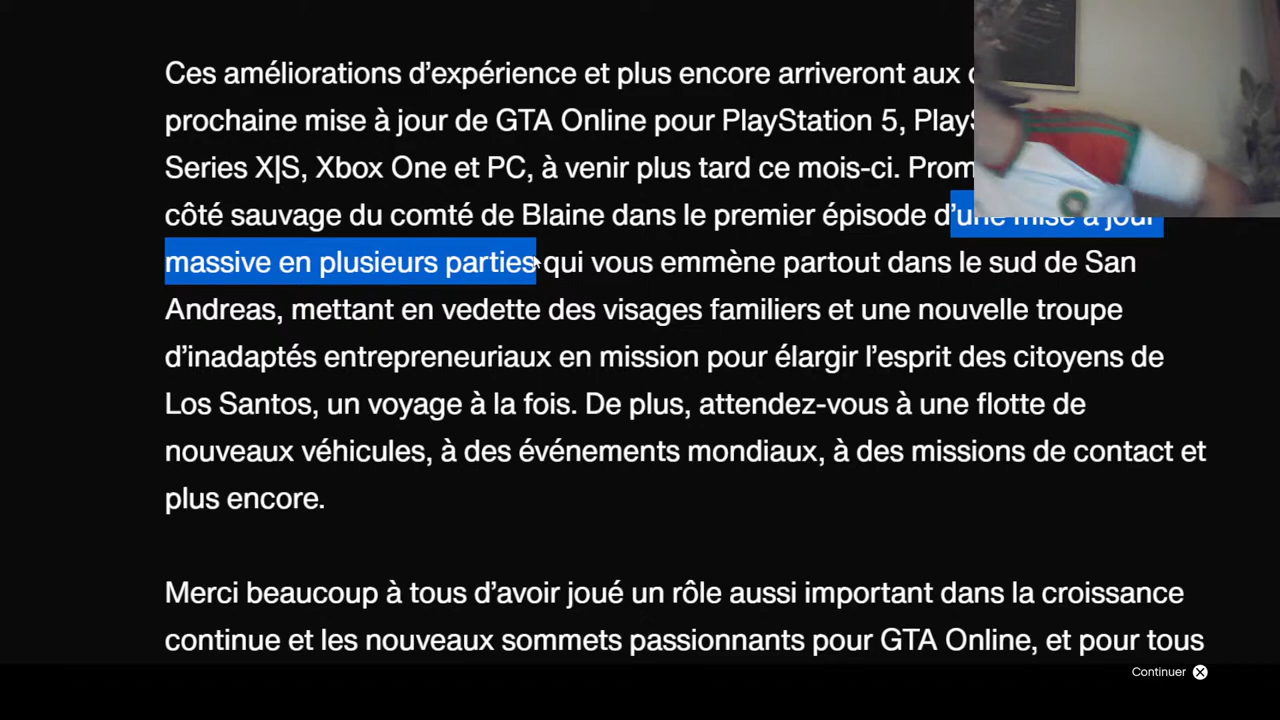 Ces améliorations d’expérience et plus encore arriveront aux
prochaine mise à jour de GTA Online pour PlayStation 5,
Series X|S, Xbox One et PC, à venir plus tard ce mois-ci.
côté sauvage du comté de Blaine dans le premier épisode d’une mise à jour
massive en plusieurs parties qui vous emmène partout dans le sud de San
Andreas, mettant en vedette des visages familiers et une nouvelle troupe
d’inadaptés entrepreneuriaux en mission pour élargir l’esprit des citoyens de
Los Santos, un voyage à la fois. De plus, attendez-vous à une flotte de
nouveaux véhicules, à des événements mondiaux, à des missions de contact et
plus encore.
Merci beaucoup à tous d’avoir joué un rôle aussi important dans la croissance
continue et les nouveaux sommets passionnants pour GTA Online, et pour tous
Continuer